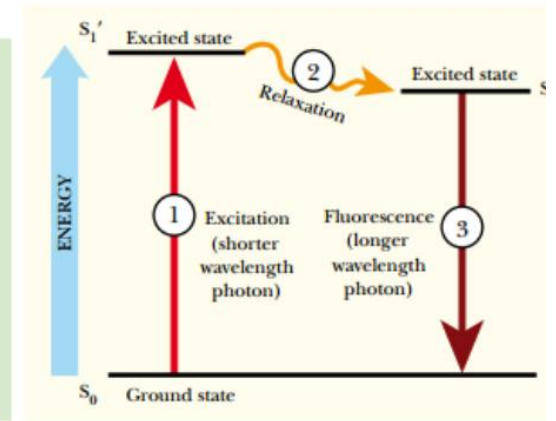 S₁′
Excited state
2
Relaxation
Excited state
S
ENERGY
1
Excitation
(shorter
wavelength
photon)
Fluorescence
(longer
wavelength
photon)
3
S₀
Ground state